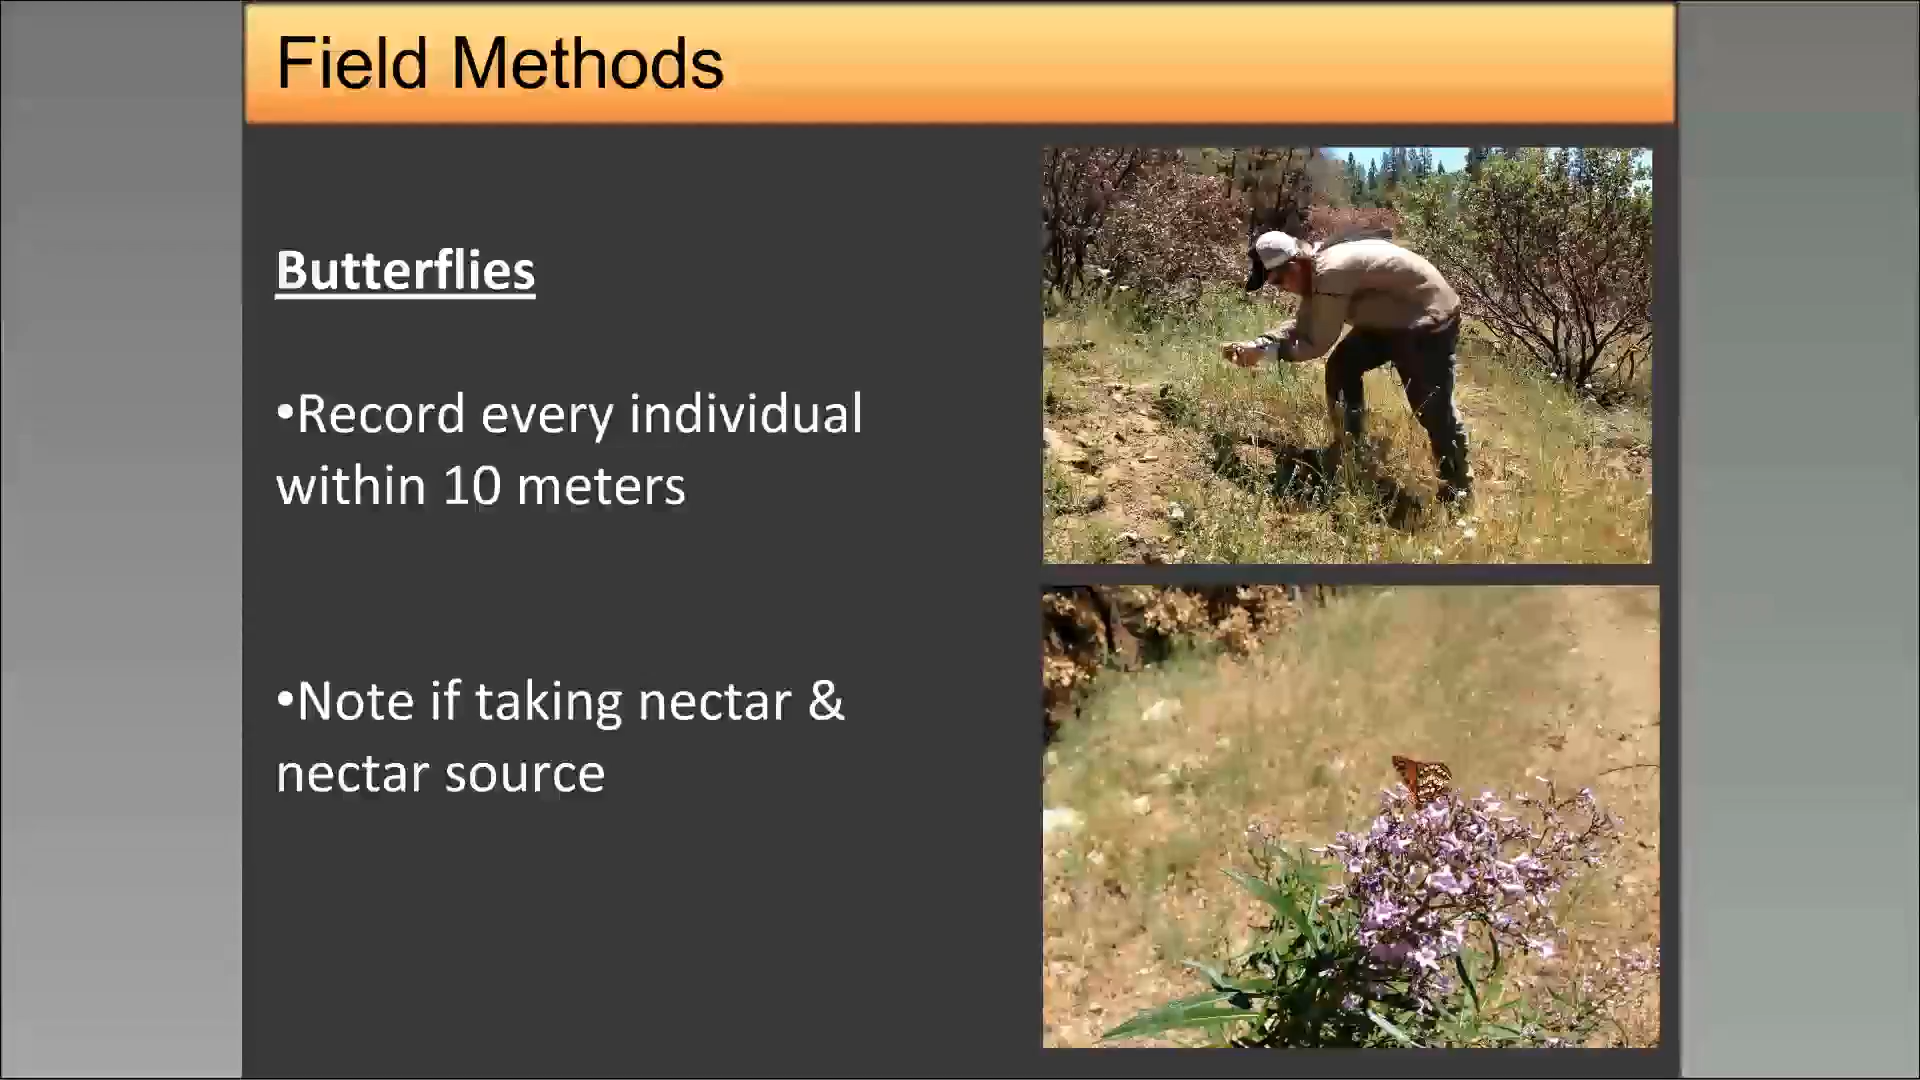 Field Methods
Butterflies
•Record every individual
within 10 meters
•Note if taking nectar &
nectar source